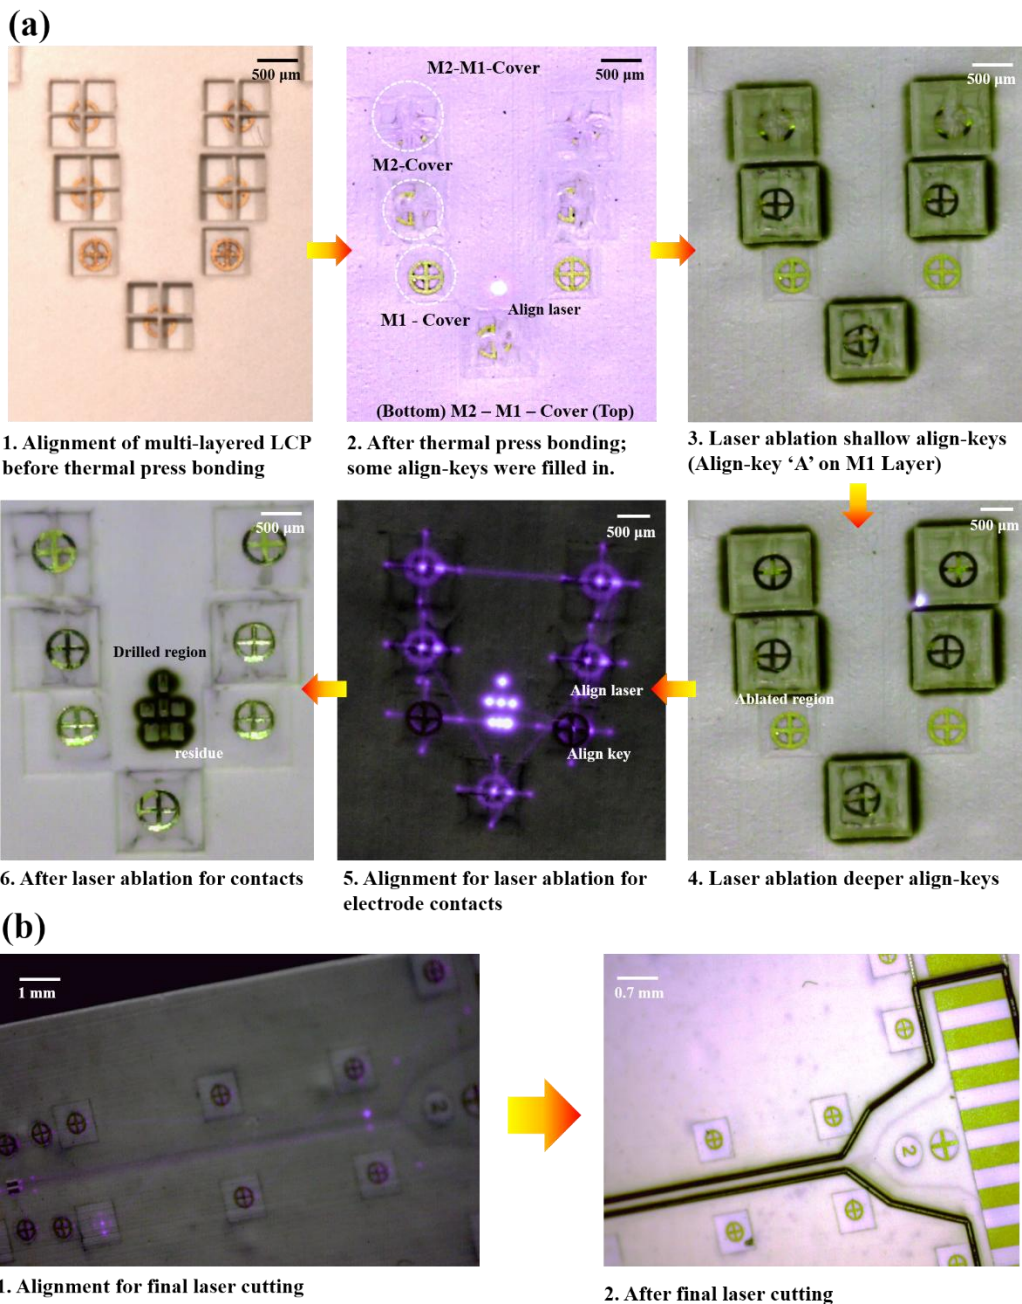 (a)
500 μm
500 μm
M2-M1-Cover
M2-Cover
M1 - Cover
Align laser
(Bottom) M2 – M1 – Cover (Top)
500 μm
1. Alignment of multi-layered LCP
before thermal press bonding
2. After thermal press bonding;
some align-keys were filled in.
3. Laser ablation shallow align-keys
(Align-key ‘A’ on M1 Layer)
500 μm
Drilled region
residue
500 μm
Align laser
Align key
500 μm
Ablated region
6. After laser ablation for contacts
5. Alignment for laser ablation for
electrode contacts
4. Laser ablation deeper align-keys
(b)
1 mm
2
0.7 mm
2
1. Alignment for final laser cutting
2. After final laser cutting